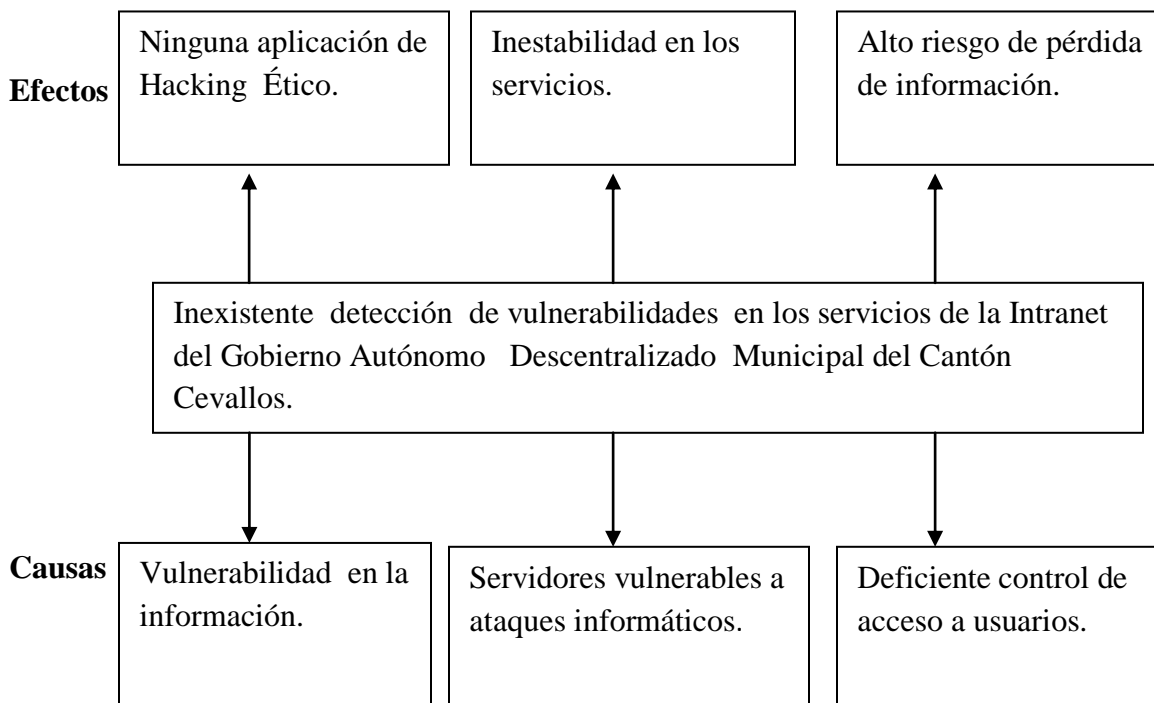 Efectos
Ninguna aplicación de
Hacking Ético.
Inestabilidad en los
servicios.
Alto riesgo de pérdida
de información.
Inexistente detección de vulnerabilidades en los servicios de la Intranet
del Gobierno Autónomo Descentralizado Municipal del Cantón
Cevallos.
Causas
Vulnerabilidad en la
información.
Servidores vulnerables a
ataques informáticos.
Deficiente control de
acceso a usuarios.